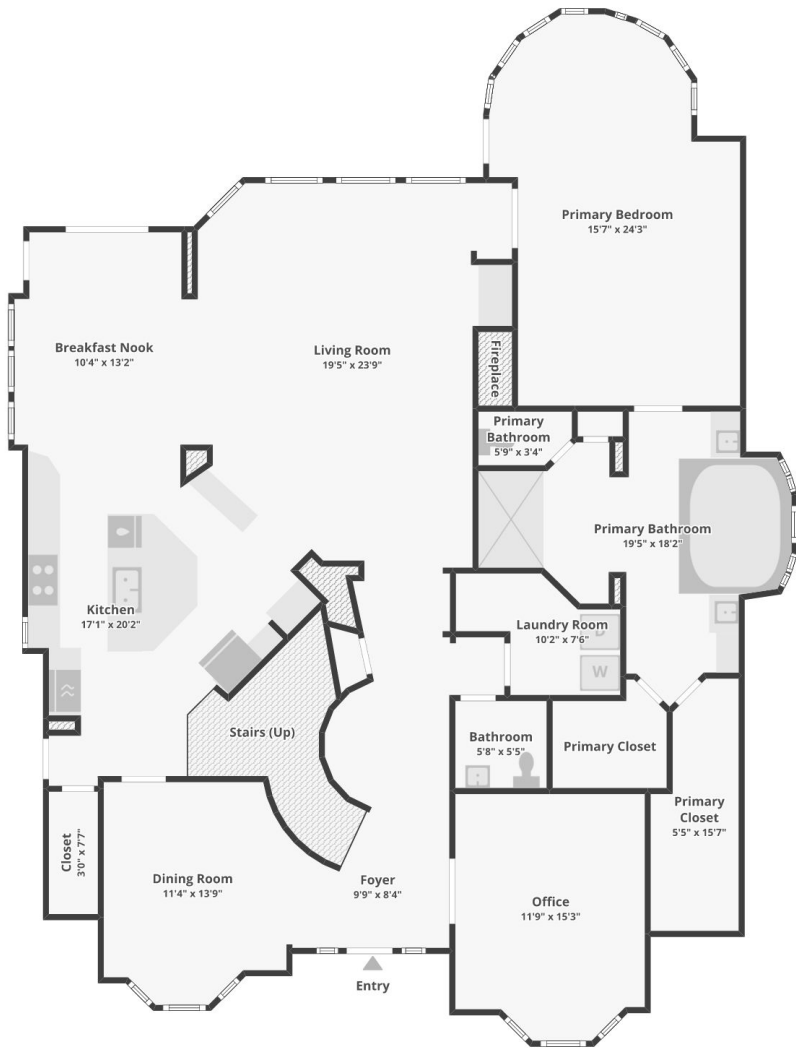 Primary Bedroom
15'7" x 24'3"
Breakfast Nook
10'4" x 13'2"
Living Room
19'5" x 23'9"
Fireplace
Primary
Bathroom
5'9" x 3'4"
Primary Bathroom
19'5" x 18'2"
Kitchen
17'1" x 20'2"
Laundry Room
10'2" x 7'6"
D
W
Stairs (Up)
Bathroom
5'8" x 5'5"
Primary Closet
Primary
Closet
5'5" x 15'7"
Closet
3'0" x 7'7"
Dining Room
11'4" x 13'9"
Foyer
9'9" x 8'4"
Office
11'9" x 15'3"
Entry